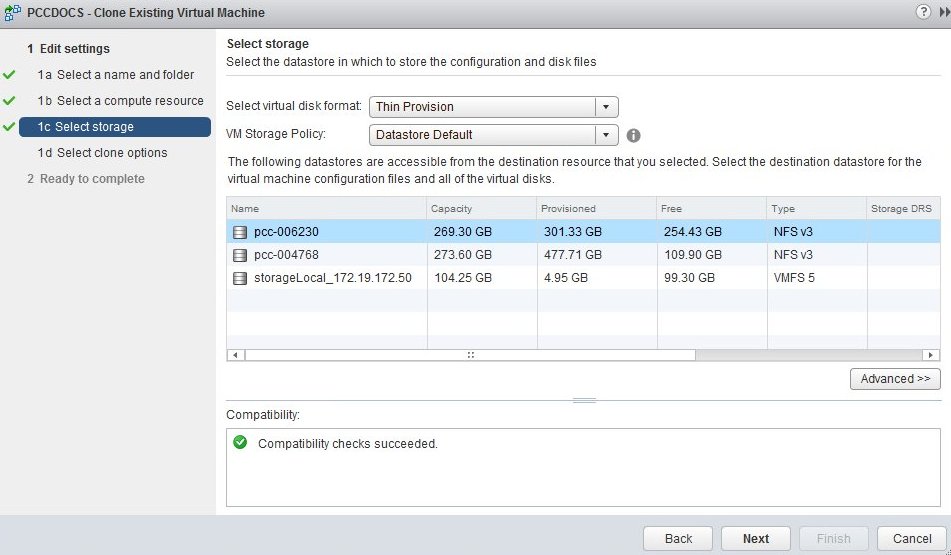 PCCDOCS - Clone Existing Virtual Machine
1 Edit settings
1a Select a name and folder
1b Select a compute resource
1c Select storage
1d Select clone options
2 Ready to complete
Select storage
Select the datastore in which to store the configuration and disk files
Select virtual disk format: Thin Provision
VM Storage Policy: Datastore Default
The following datastores are accessible from the destination resource that you selected. Select the destination datastore for the
virtual machine configuration files and all of the virtual disks.
Name Capacity Provisioned Free Type Storage DRS
pcc-006230 269.30 GB 301.33 GB 254.43 GB NFS v3
pcc-004768 273.60 GB 477.71 GB 109.90 GB NFS v3
storageLocal_172.19.172.50 104.25 GB 4.95 GB 99.30 GB VMFS 5
Advanced >>
Compatibility:
Compatibility checks succeeded.
Back Next Finish Cancel